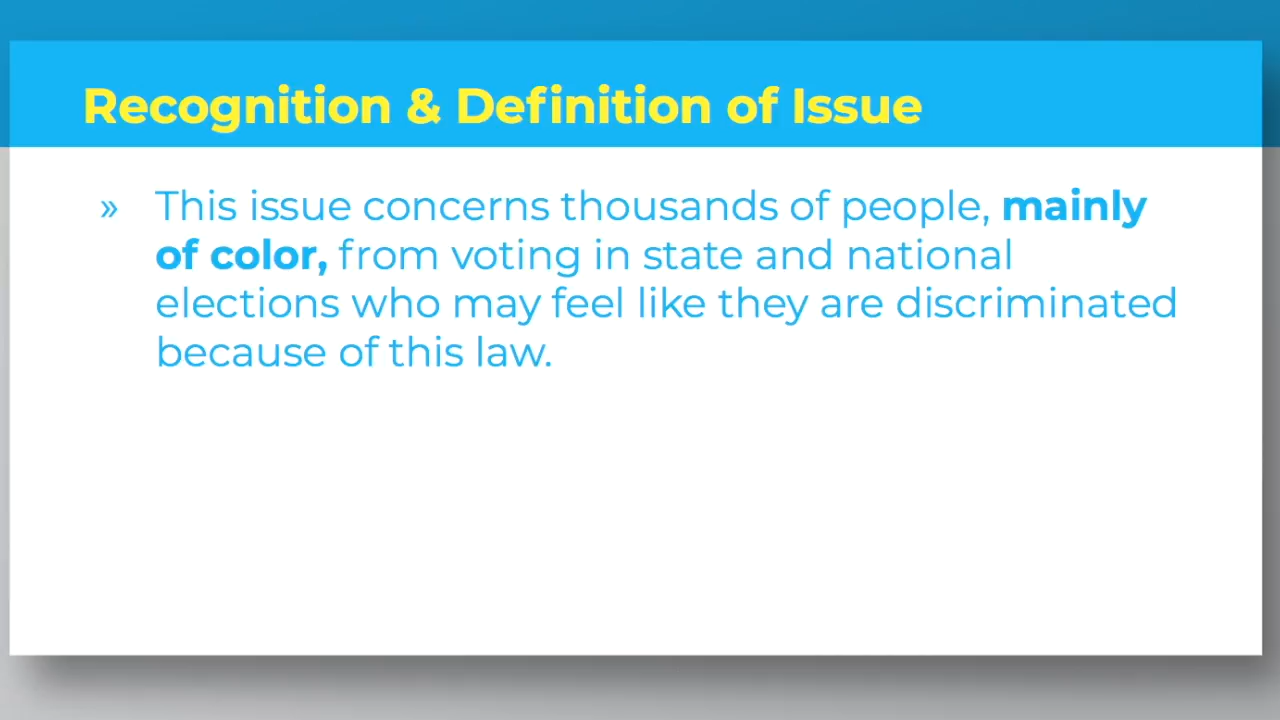 Recognition & Definition of Issue
» This issue concerns thousands of people, mainly
of color, from voting in state and national
elections who may feel like they are discriminated
because of this law.